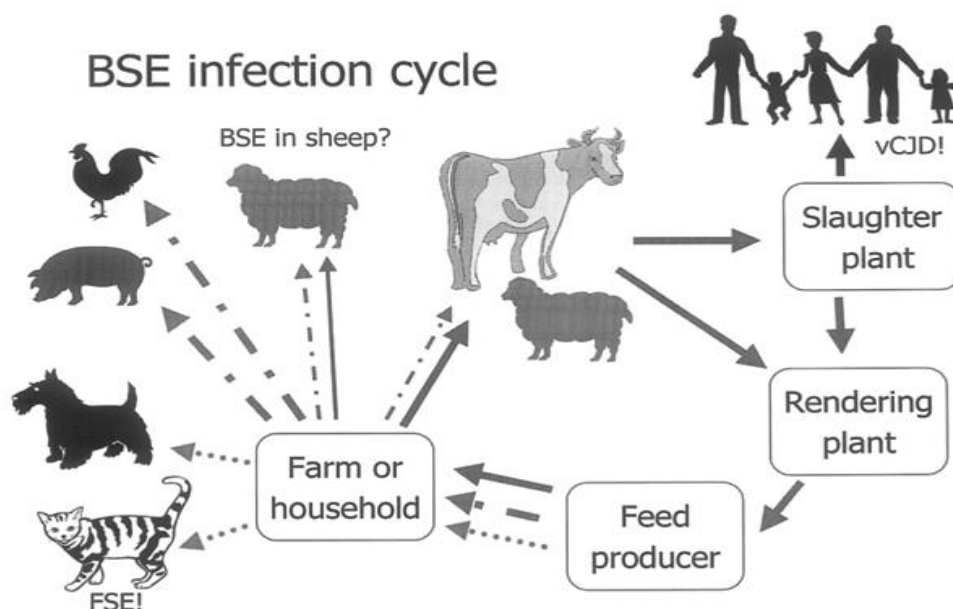 BSE infection cycle
BSE in sheep?
vCJD!
Slaughter
plant
Rendering
plant
Farm or
household
Feed
producer
FSE!